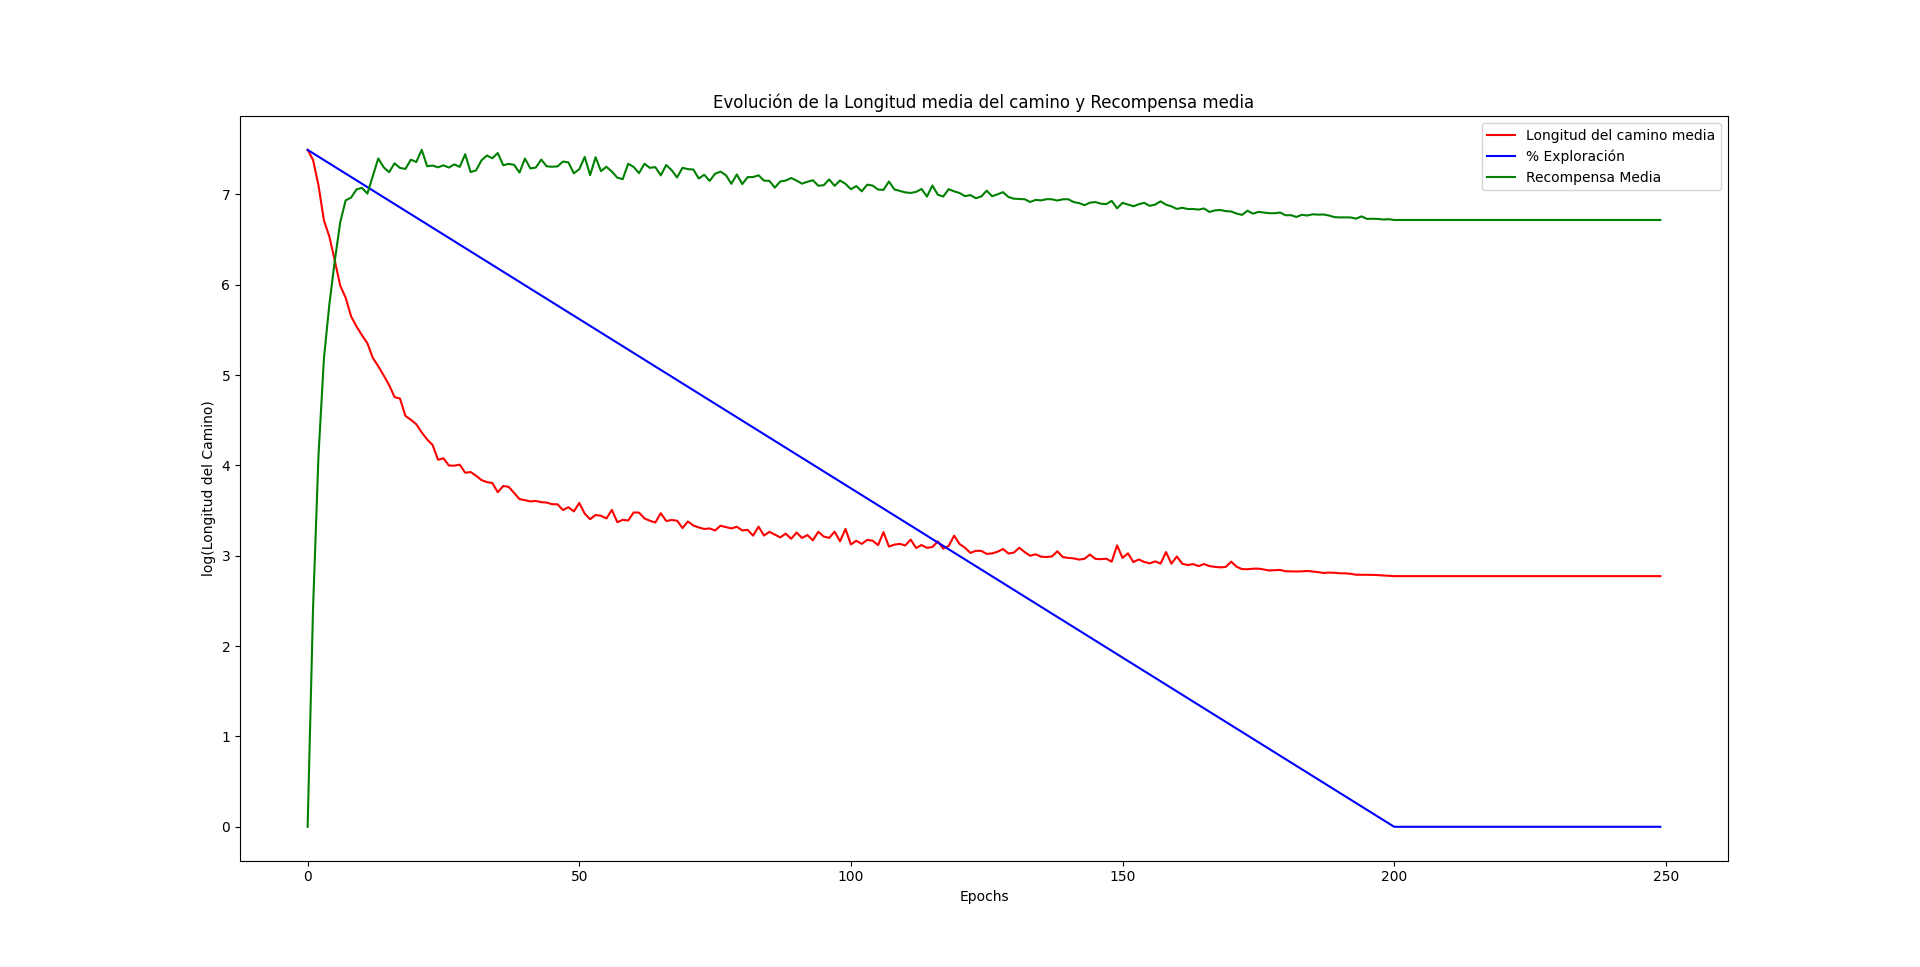 Evolución de la Longitud media del camino y Recompensa media
Longitud del camino media
% Exploración
Recompensa Media
7
6
5
4
3
2
1
0
log(Longitud del Camino)
0 50 100 150 200 250
Epochs